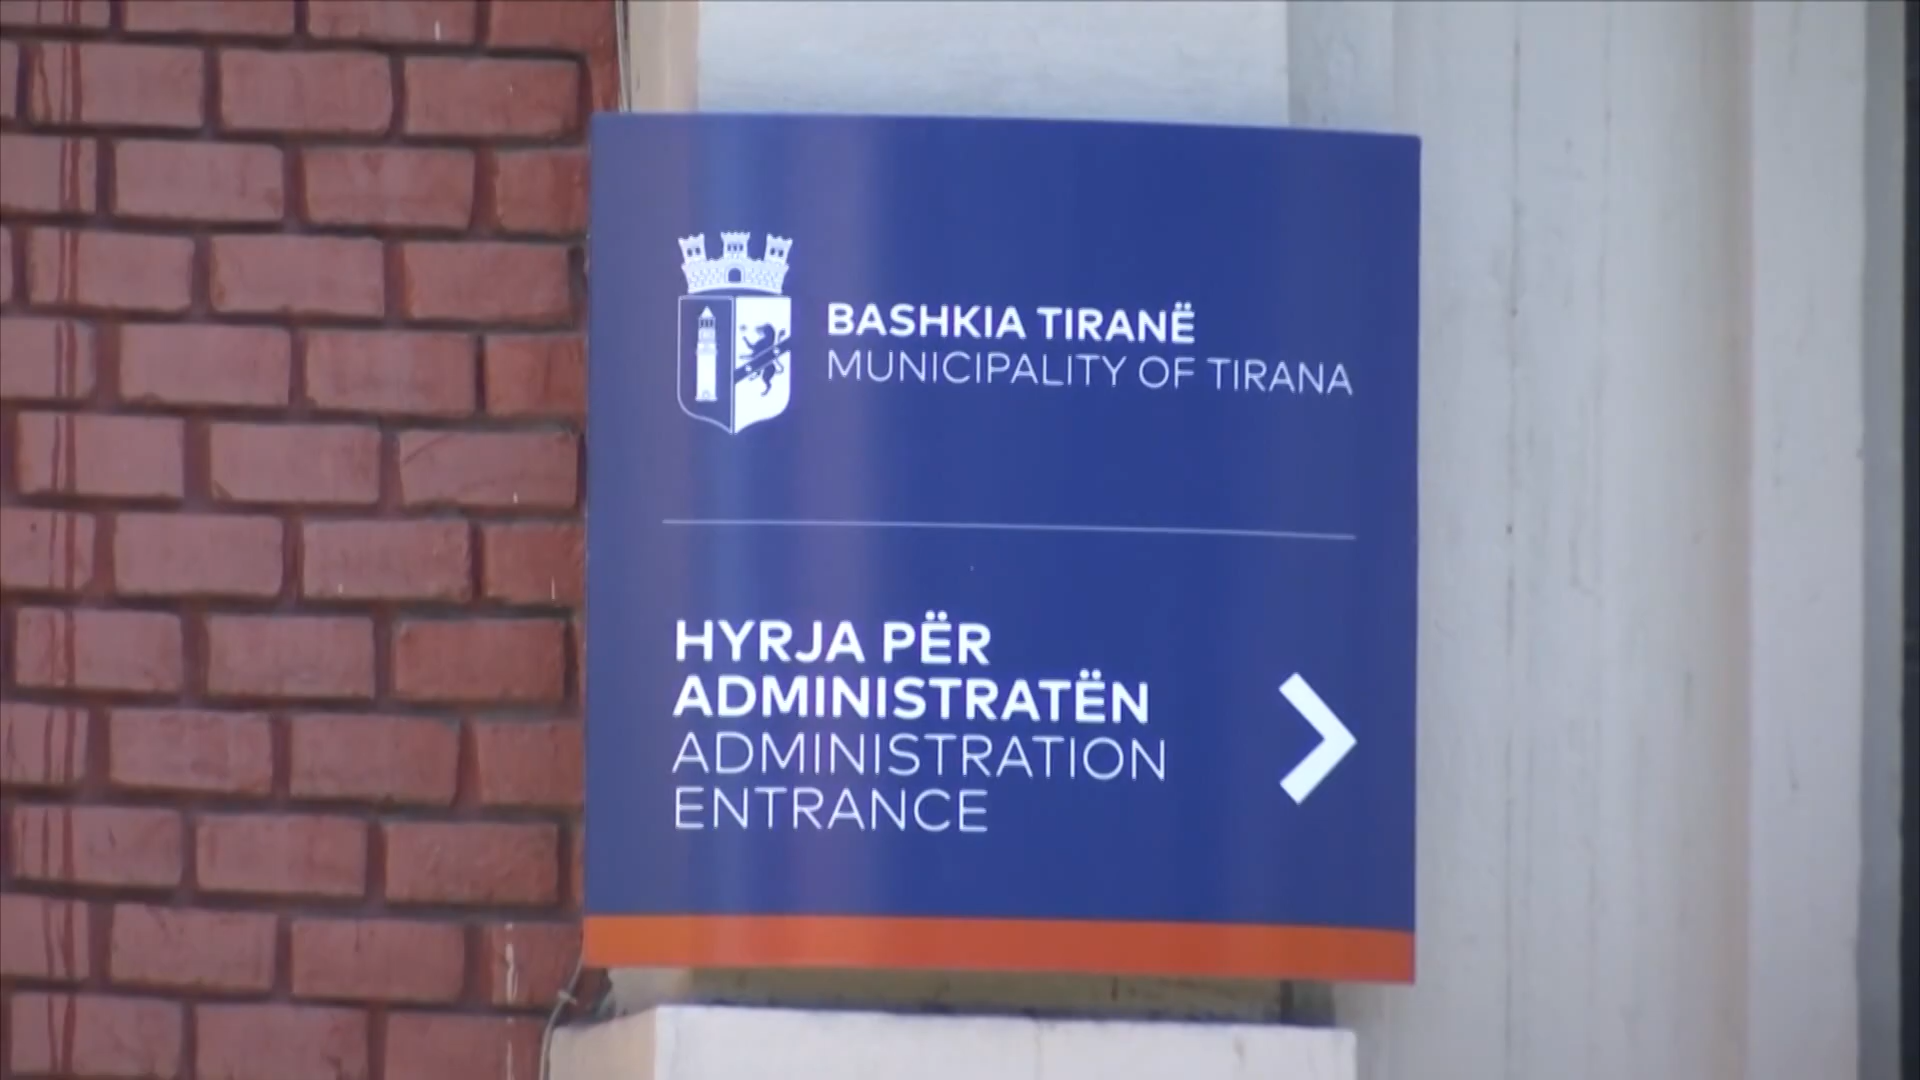 BASHKIA TIRANË
MUNICIPALITY OF TIRANA
HYRJA PËR
ADMINISTRATËN
ADMINISTRATION
ENTRANCE